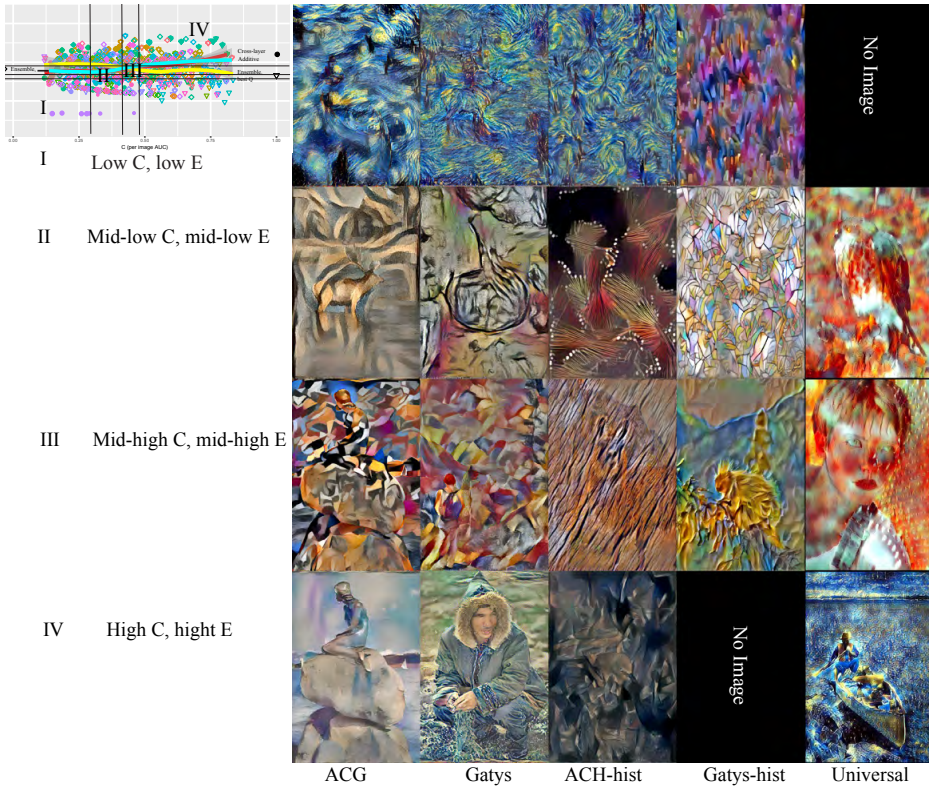 IV
Cross-layer
Additive
Ensemble,
II
III
Ensemble,
I
0.00
0.25
0.50
0.75
1.00
C (per image AUC)
I
Low C, low E
No Image
II Mid-low C, mid-low E
III Mid-high C, mid-high E
IV High C, hight E
No Image
ACG Gatys ACH-hist Gatys-hist Universal